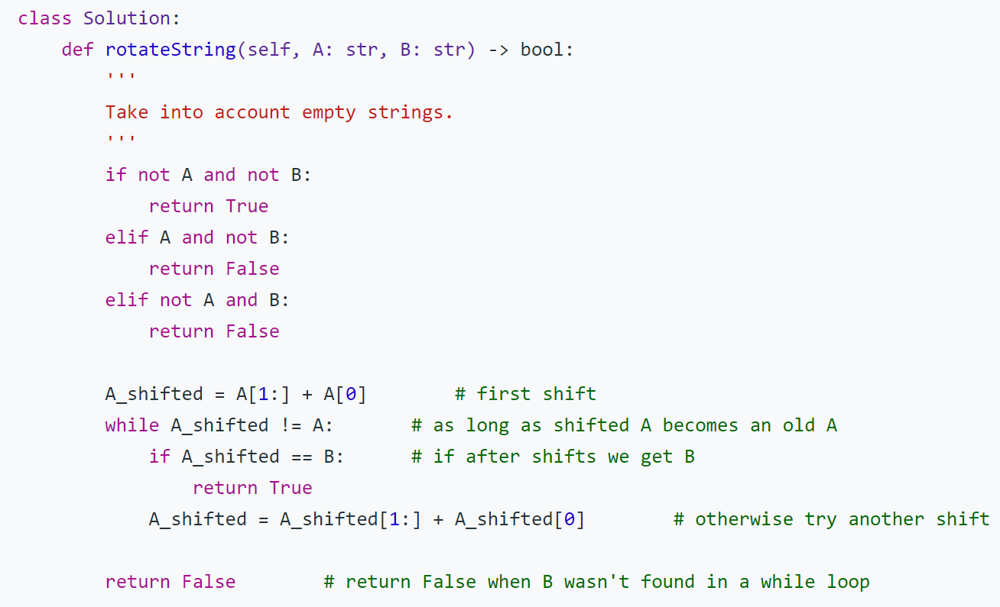 class Solution:
    def rotateString(self, A: str, B: str) -> bool:
        '''
        Take into account empty strings.
        '''
        if not A and not B:
            return True
        elif A and not B:
            return False
        elif not A and B:
            return False

        A_shifted = A[1:] + A[0]        # first shift
        while A_shifted != A:       # as long as shifted A becomes an old A
            if A_shifted == B:      # if after shifts we get B
                return True
            A_shifted = A_shifted[1:] + A_shifted[0]        # otherwise try another shift

        return False        # return False when B wasn't found in a while loop